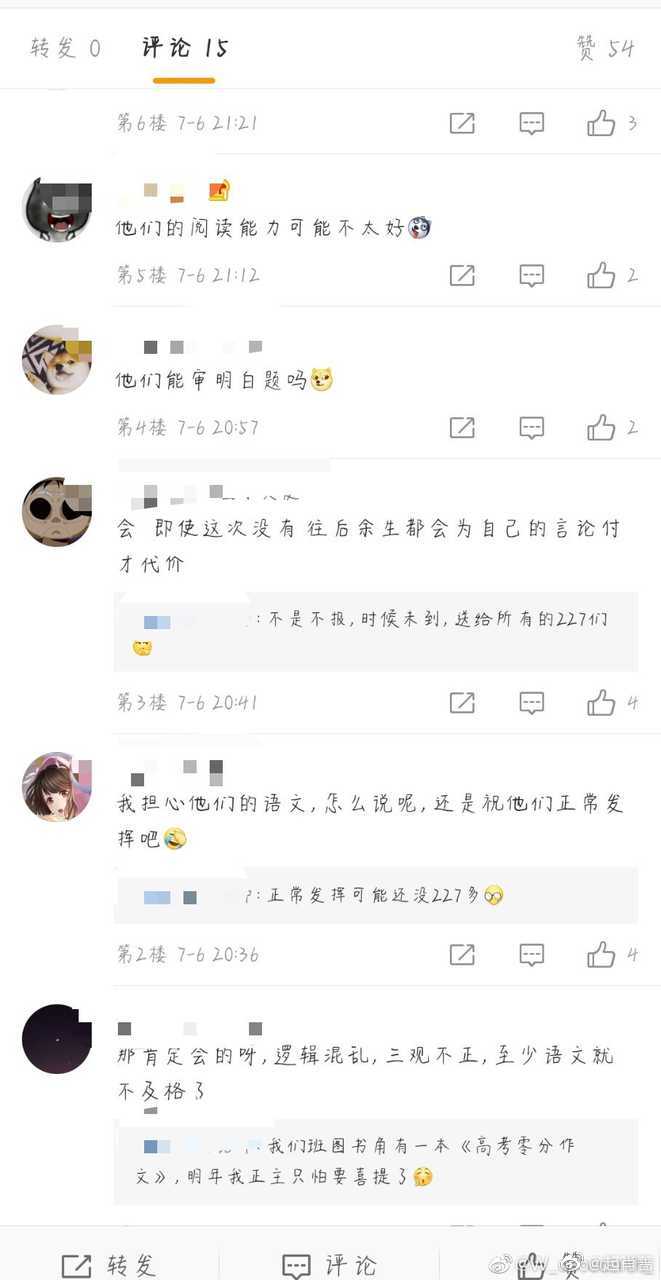 转发 0 评论 15 赞 54
第6楼 7-6 21:21 3
他们的阅读能力可能不太好
第5楼 7-6 21:12 2
他们能审明白题吗
第4楼 7-6 20:57 2
会 即使这次没有 往后余生都会为自己的言论付
才代价
:不是不报,时候未到,送给所有的227们
第3楼 7-6 20:41 4
我担心他们的语文,怎么说呢,还是祝他们正常发
挥吧
:正常发挥可能还没227多
第2楼 7-6 20:36 4
那肯定会的呀,逻辑混乱,三观不正,至少语文就
不及格了
我们班图书角有一本《高考零分作
文》,明年我正主只怕要喜提了
转发 评论 赞